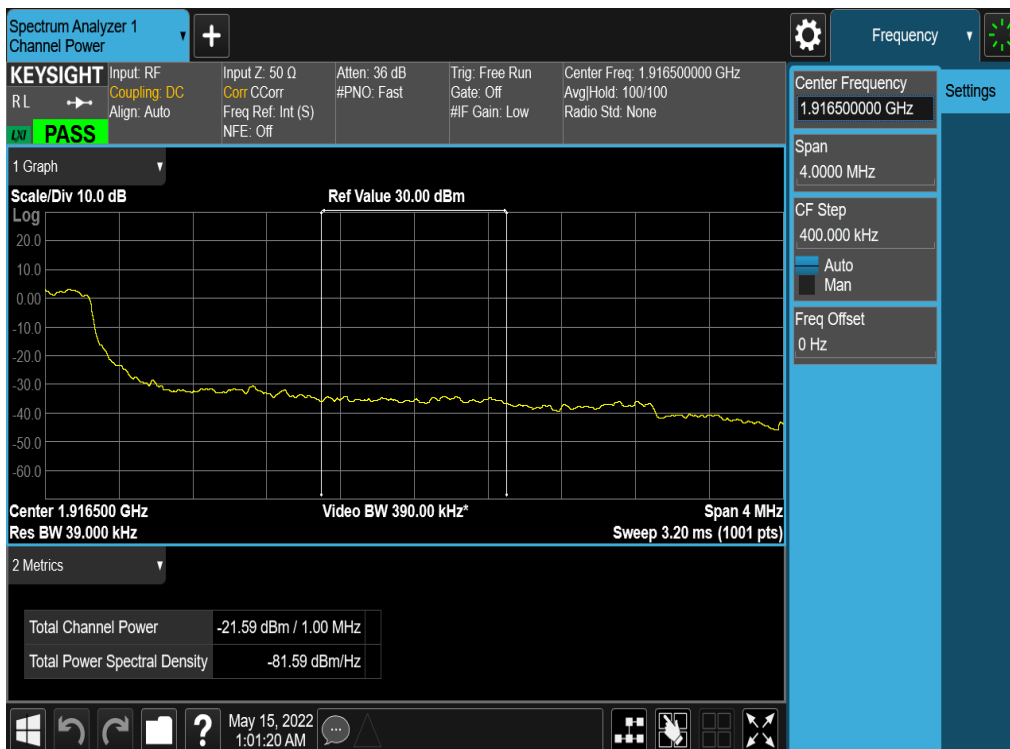 Spectrum Analyzer 1
Channel Power
+
Frequency
KEYSIGHT
RL
LXI
PASS
Input: RF
Coupling: DC
Align: Auto
Input Z: 50 Ω
Corr CCorr
Freq Ref: Int (S)
NFE: Off
Atten: 36 dB
#PNO: Fast
Trig: Free Run
Gate: Off
#IF Gain: Low
Center Freq: 1.916500000 GHz
Avg|Hold: 100/100
Radio Std: None
Center Frequency
1.916500000 GHz
Settings
Span
4.0000 MHz
CF Step
400.000 kHz
Auto
Man
Freq Offset
0 Hz
1 Graph
Scale/Div 10.0 dB
Ref Value 30.00 dBm
Log
20.0
10.0
0.00
-10.0
-20.0
-30.0
-40.0
-50.0
-60.0
Center 1.916500 GHz
Video BW 390.00 kHz*
Span 4 MHz
Res BW 39.000 kHz
Sweep 3.20 ms (1001 pts)
2 Metrics
Total Channel Power
-21.59 dBm / 1.00 MHz
Total Power Spectral Density
-81.59 dBm/Hz
?
May 15, 2022
1:01:20 AM